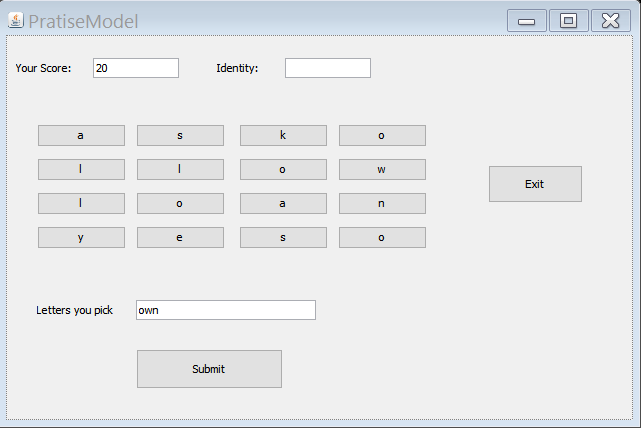 PratiseModel
Your Score: 20 Identity:
a s k o
l l o w
l o a n
y e s o
Exit
Letters you pick own
Submit